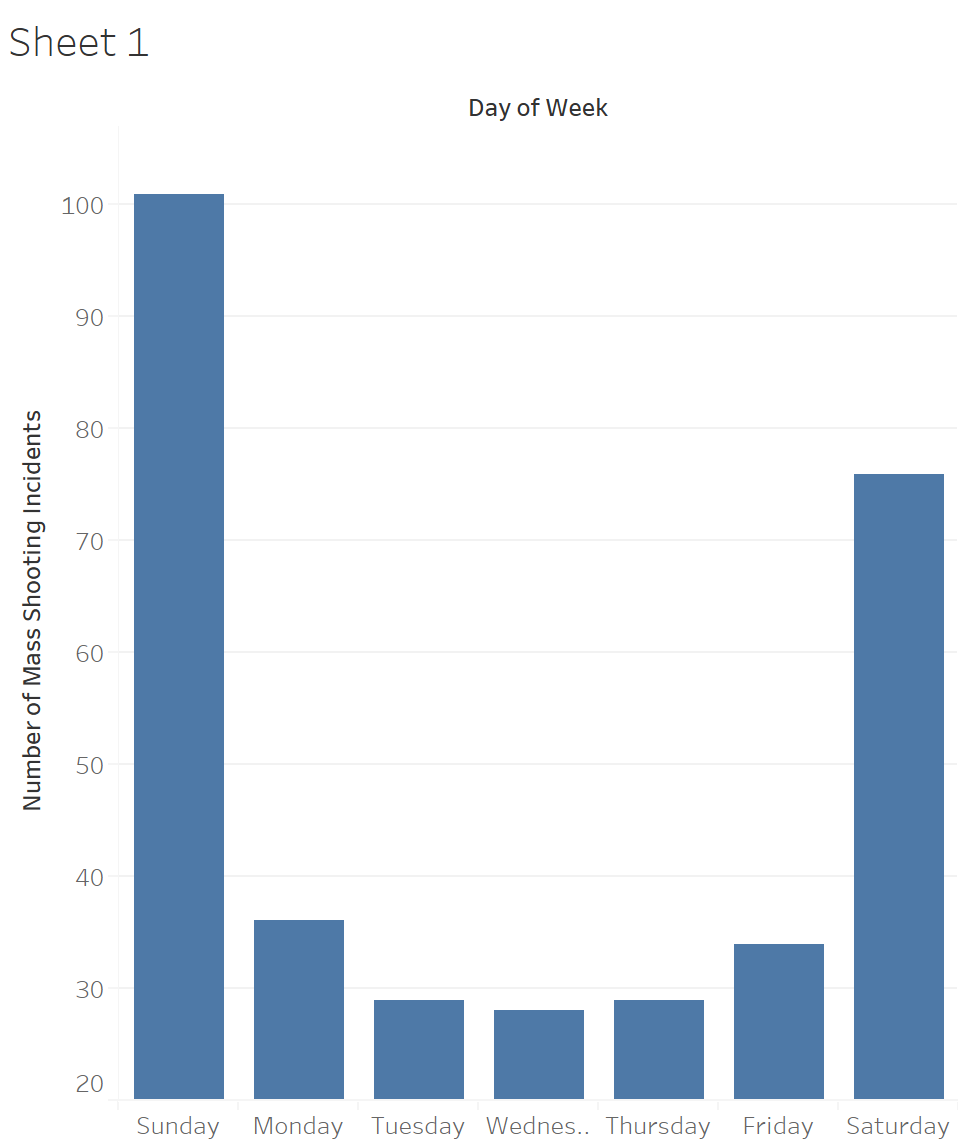 Sheet 1
Day of Week
Number of Mass Shooting Incidents
100
90
80
70
60
50
40
30
20
Sunday Monday Tuesday Wednes.. Thursday Friday Saturday